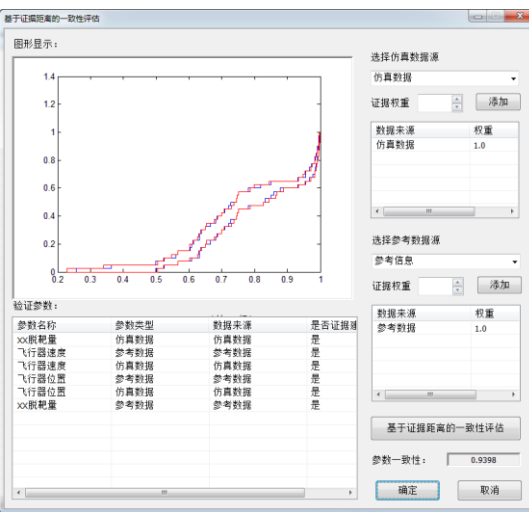 基于证据距离的一致性评估
图形显示:
1.4
1.2
1
0.8
0.6
0.4
0.2
0
0.2 0.3 0.4 0.5 0.6 0.7 0.8 0.9 1
验证参数:
参数名称 参数类型 数据来源 是否证据
xx脱靶量 仿真数据 仿真数据 是
飞行器速度 参考数据 参考数据 是
飞行器速度 仿真数据 仿真数据 是
飞行器位置 仿真数据 仿真数据 是
飞行器位置 参考数据 参考数据 是
xx脱靶量 参考数据 参考数据 是
选择仿真数据源
仿真数据
证据权重 添加
数据来源 权重
仿真数据 1.0
选择参考数据源
参考信息
证据权重 添加
数据来源 权重
参考数据 1.0
基于证据距离的一致性评估
参数一致性: 0.9398
确定 取消